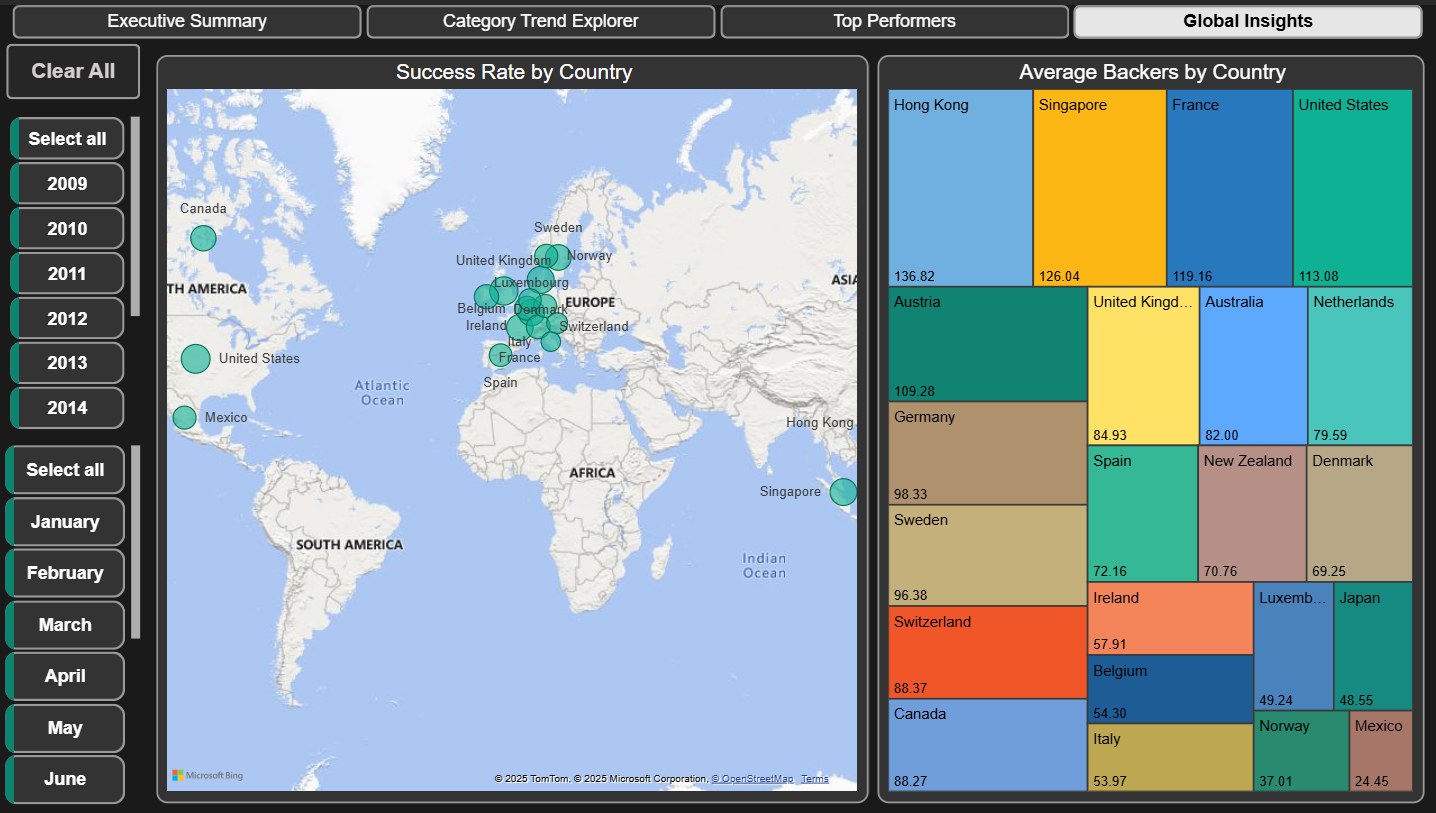 Executive Summary
Category Trend Explorer
Top Performers
Global Insights
Clear All
Select all
2009
2010
2011
2012
2013
2014
Select all
January
February
March
April
May
June
Success Rate by Country
Canada
Sweden
Norway
United Kingdom
Luxembourg
TH AMERICA
ASIA
EUROPE
Belgium
Denmark
Ireland
Switzerland
Italy
France
United States
Spain
Atlantic
Ocean
Mexico
Hong Kong
AFRICA
Singapore
SOUTH AMERICA
Indian
Ocean
Microsoft Bing
© 2025 TomTom, © 2025 Microsoft Corporation, © OpenStreetMap Terms
Average Backers by Country
Hong Kong
136.82
Singapore
126.04
France
119.16
United States
113.08
Austria
109.28
Germany
98.33
Sweden
96.38
Switzerland
88.37
Canada
88.27
United Kingd...
84.93
Australia
82.00
Netherlands
79.59
Spain
72.16
New Zealand
70.76
Denmark
69.25
Ireland
57.91
Belgium
54.30
Italy
53.97
Luxemb...
49.24
Japan
48.55
Norway
37.01
Mexico
24.45